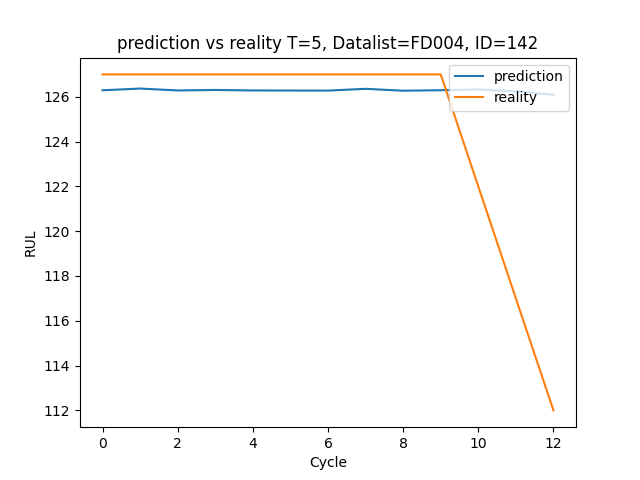 prediction vs reality T=5, Datalist=FD004, ID=142
prediction
reality
126
124
122
120
118
116
114
112
RUL
0 2 4 6 8 10 12
Cycle